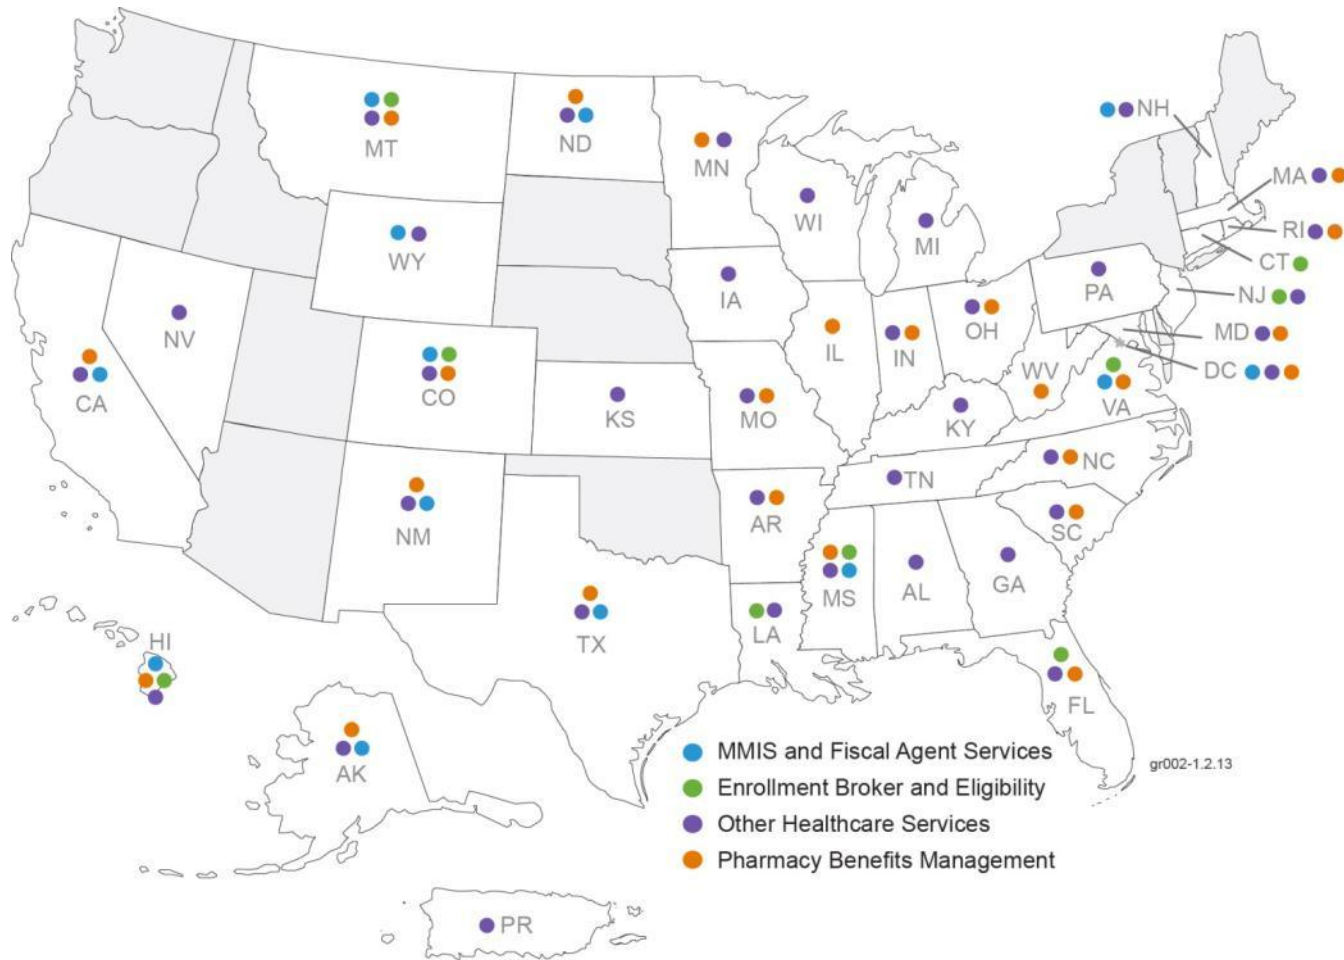 NH
MT
ND
MN
MA
WI
MI
RI
WY
CT
IA
PA
NJ
NV
IL
IN
OH
MD
CA
CO
KS
MO
WV
DC
VA
KY
NC
TN
NM
AR
SC
MS
AL
GA
TX
LA
HI
FL
AK
MMIS and Fiscal Agent Services
Enrollment Broker and Eligibility
Other Healthcare Services
Pharmacy Benefits Management
gr002-1.2.13
PR